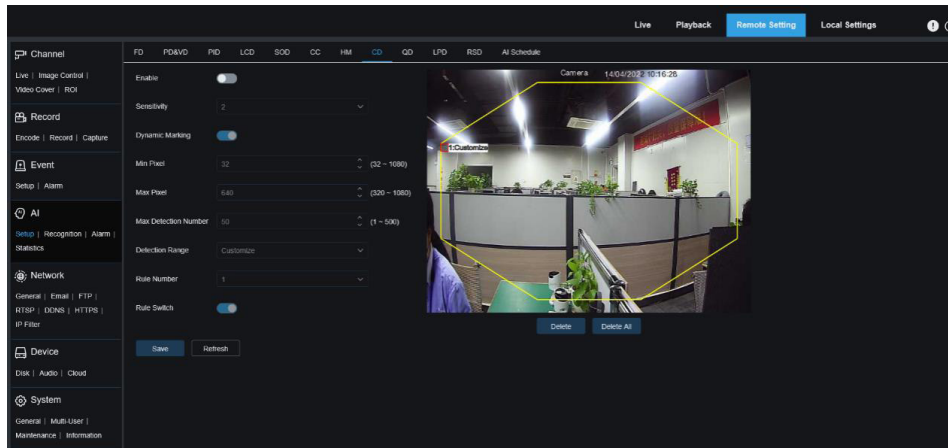 Live Playback Remote Setting Local Settings
Channel
Live | Image Control |
Video Cover | ROI
Record
Encode | Record | Capture
Event
Setup | Alarm
AI
Setup | Recognition | Alarm |
Statistics
Network
General | Email | FTP |
RTSP | DDNS | HTTPS |
IP Filter
Device
Disk | Audio | Cloud
System
General | Multi-User |
Maintenance | Information
FD PD&VD PID LCD SOD CC HM CD QD LPD RSD AI Schedule
Enable
Sensitivity 2
Dynamic Marking
Min Pixel 32 (32 ~ 1080)
Max Pixel 640 (320 ~ 1080)
Max Detection Number 50 (1 ~ 500)
Detection Range Customize
Rule Number 1
Rule Switch
Save Refresh
Camera 10:16:28
1:Customize
Delete Delete All